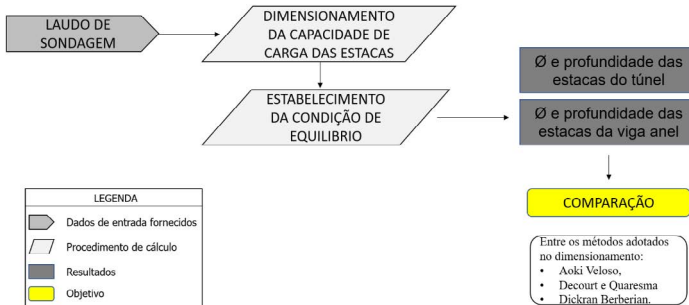 LAUDO DE
SONDAGEM
DIMENSIONAMENTO
DA CAPACIDADE DE
CARGA DAS ESTACAS
ESTABELECIMENTO
DA CONDIÇÃO DE
EQUILIBRIO
Ø e profundidade das
estacas do túnel
Ø e profundidade das
estacas da viga anel
COMPARAÇÃO
Entre os métodos adotados
no dimensionamento:
• Aoki Veloso,
• Decourt e Quaresma
• Dickran Berberian.
LEGENDA
Dados de entrada fornecidos
Procedimento de cálculo
Resultados
Objetivo